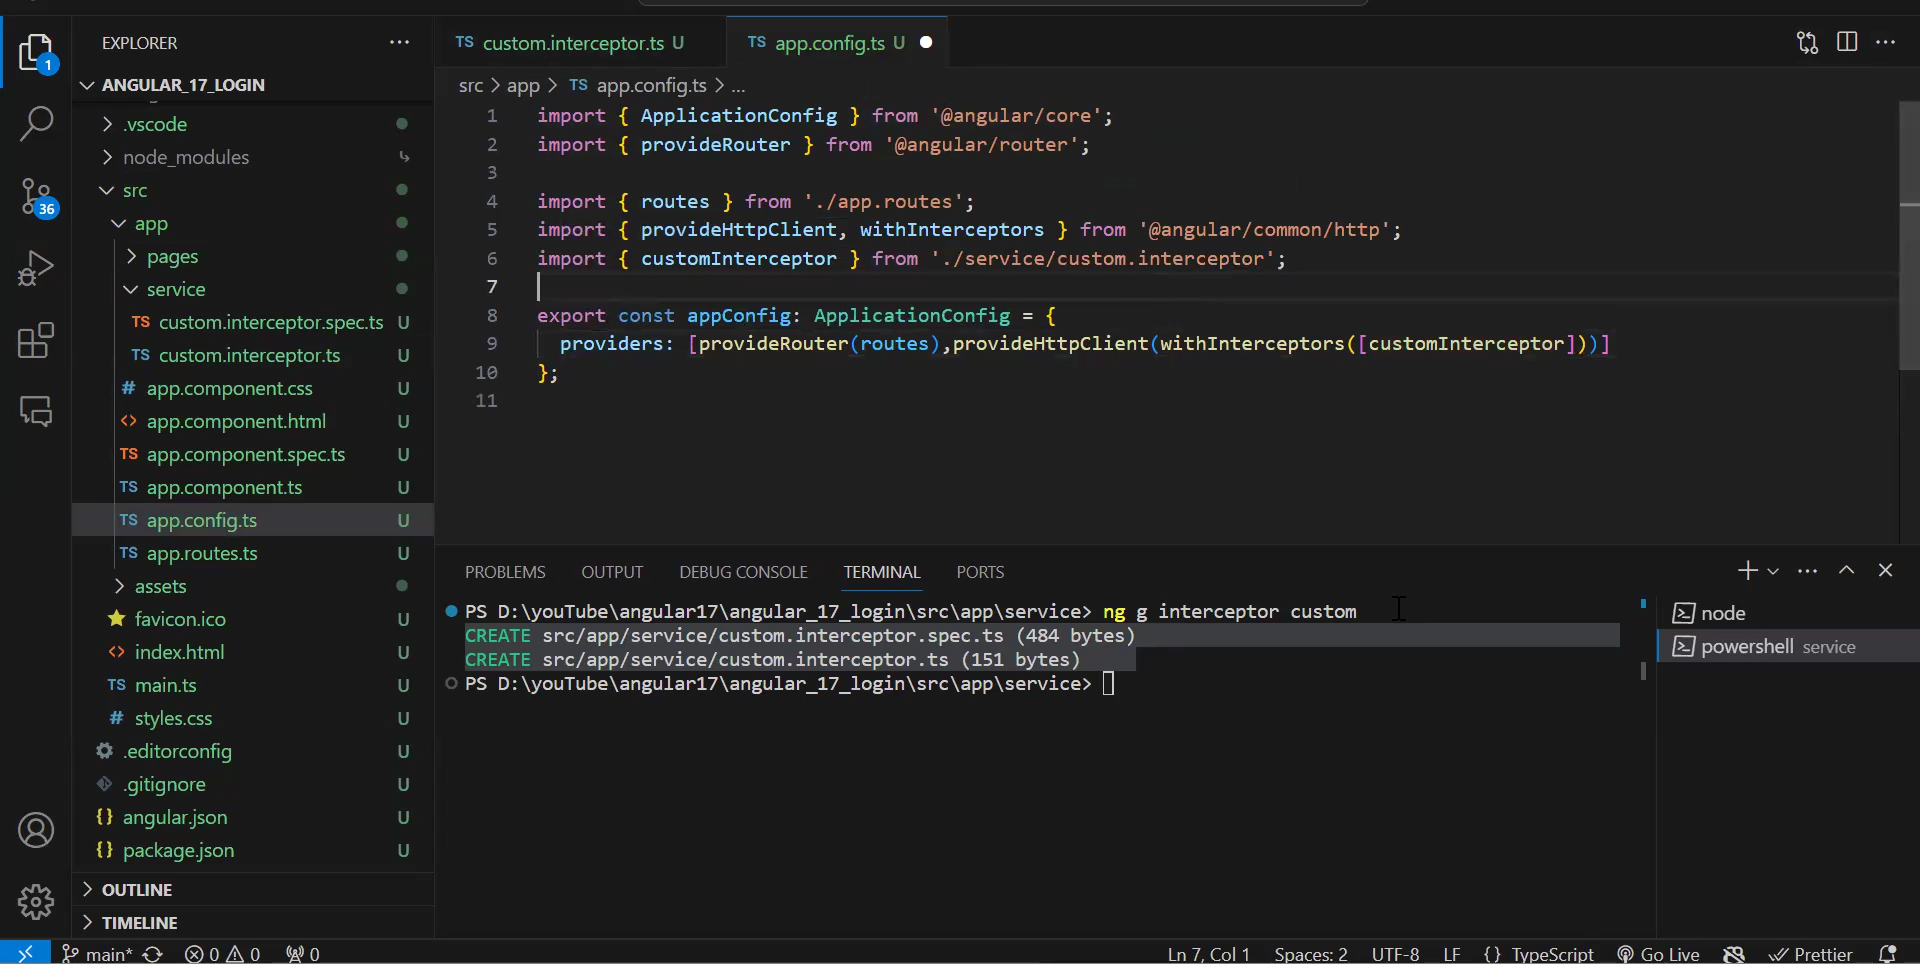 EXPLORER
ANGULAR_17_LOGIN
.vscode
node_modules
src
app
pages
service
TS custom.interceptor.spec.ts U
TS custom.interceptor.ts U
# app.component.css U
<> app.component.html U
TS app.component.spec.ts U
TS app.component.ts U
TS app.config.ts U
TS app.routes.ts U
assets
favicon.ico U
<> index.html U
TS main.ts U
# styles.css U
.editorconfig U
.gitignore U
{} angular.json U
{} package.json U
OUTLINE
TIMELINE
1
36
TS custom.interceptor.ts U
TS app.config.ts U
src > app > TS app.config.ts > ...
1 import { ApplicationConfig } from '@angular/core';
2 import { provideRouter } from '@angular/router';
3
4 import { routes } from './app.routes';
5 import { provideHttpClient, withInterceptors } from '@angular/common/http';
6 import { customInterceptor } from './service/custom.interceptor';
7
8 export const appConfig: ApplicationConfig = {
9 providers: [provideRouter(routes),provideHttpClient(withInterceptors([customInterceptor]))]
10 };
11
PROBLEMS OUTPUT DEBUG CONSOLE TERMINAL PORTS
PS D:\youTube\angular17\angular_17_login\src\app\service> ng g interceptor custom
CREATE src/app/service/custom.interceptor.spec.ts (484 bytes)
CREATE src/app/service/custom.interceptor.ts (151 bytes)
PS D:\youTube\angular17\angular_17_login\src\app\service>
node
powershell service
main* 0 0 0 Ln 7, Col 1 Spaces: 2 UTF-8 LF {} TypeScript Go Live Prettier